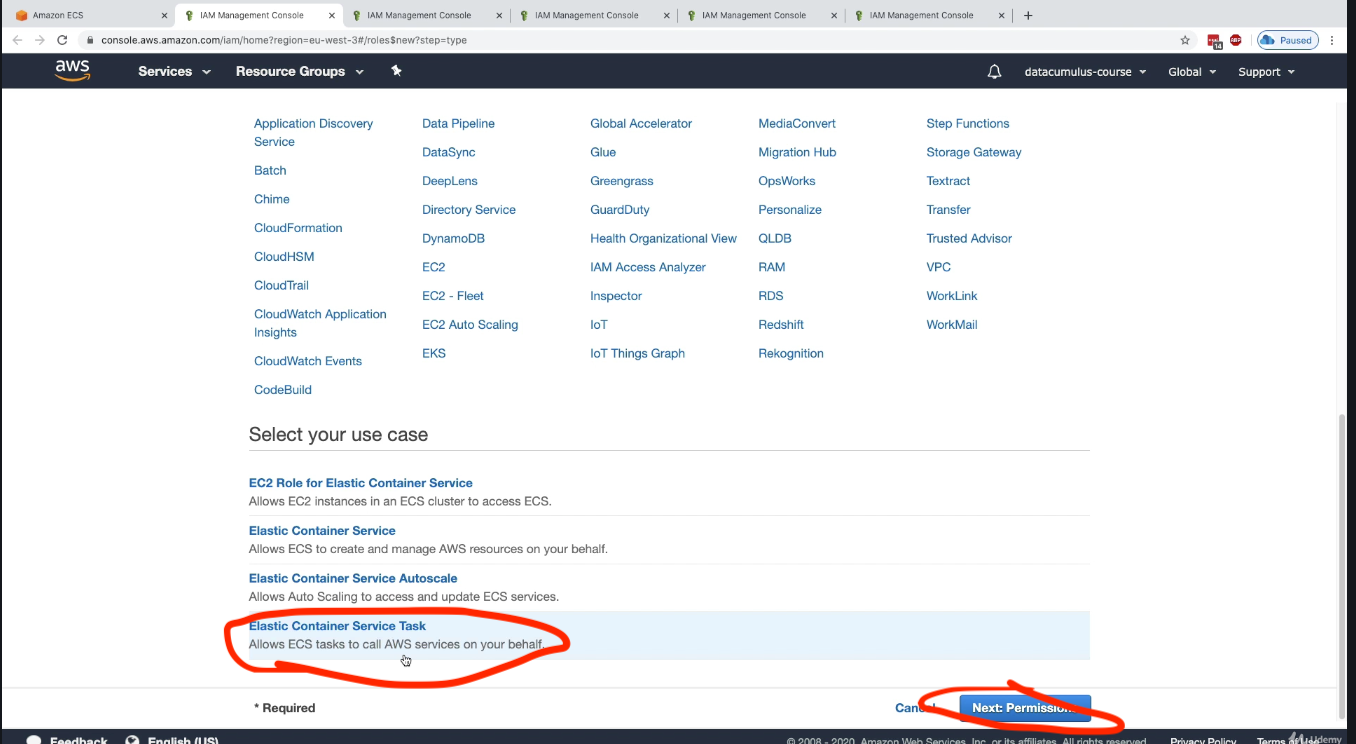 Amazon ECS
IAM Management Console
IAM Management Console
IAM Management Console
IAM Management Console
IAM Management Console
console.aws.amazon.com/iam/home?region=eu-west-3#/roles$new?step=type
14
ABP
Paused
aws
Services
Resource Groups
datacumulus-course
Global
Support
Application Discovery
Service
Batch
Chime
CloudFormation
CloudHSM
CloudTrail
CloudWatch Application
Insights
CloudWatch Events
CodeBuild
Data Pipeline
DataSync
DeepLens
Directory Service
DynamoDB
EC2
EC2 - Fleet
EC2 Auto Scaling
EKS
Global Accelerator
Glue
Greengrass
GuardDuty
Health Organizational View
IAM Access Analyzer
Inspector
IoT
IoT Things Graph
MediaConvert
Migration Hub
OpsWorks
Personalize
QLDB
RAM
RDS
Redshift
Rekognition
Step Functions
Storage Gateway
Textract
Transfer
Trusted Advisor
VPC
WorkLink
WorkMail
Select your use case
EC2 Role for Elastic Container Service
Allows EC2 instances in an ECS cluster to access ECS.
Elastic Container Service
Allows ECS to create and manage AWS resources on your behalf.
Elastic Container Service Autoscale
Allows Auto Scaling to access and update ECS services.
Elastic Container Service Task
Allows ECS tasks to call AWS services on your behalf.
* Required
Cancel
Next: Permissions
Feedback
English (US)
© 2008 - 2020, Amazon Web Services, Inc. or its affiliates. All rights reserved.
Privacy Policy
Terms of Use
Udemy